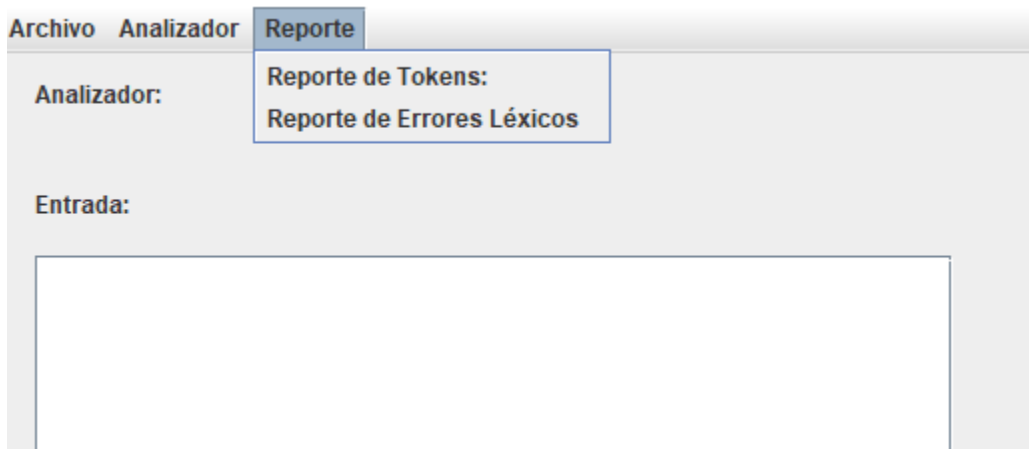 Archivo Analizador Reporte
Reporte de Tokens:
Reporte de Errores Léxicos
Analizador:
Entrada: